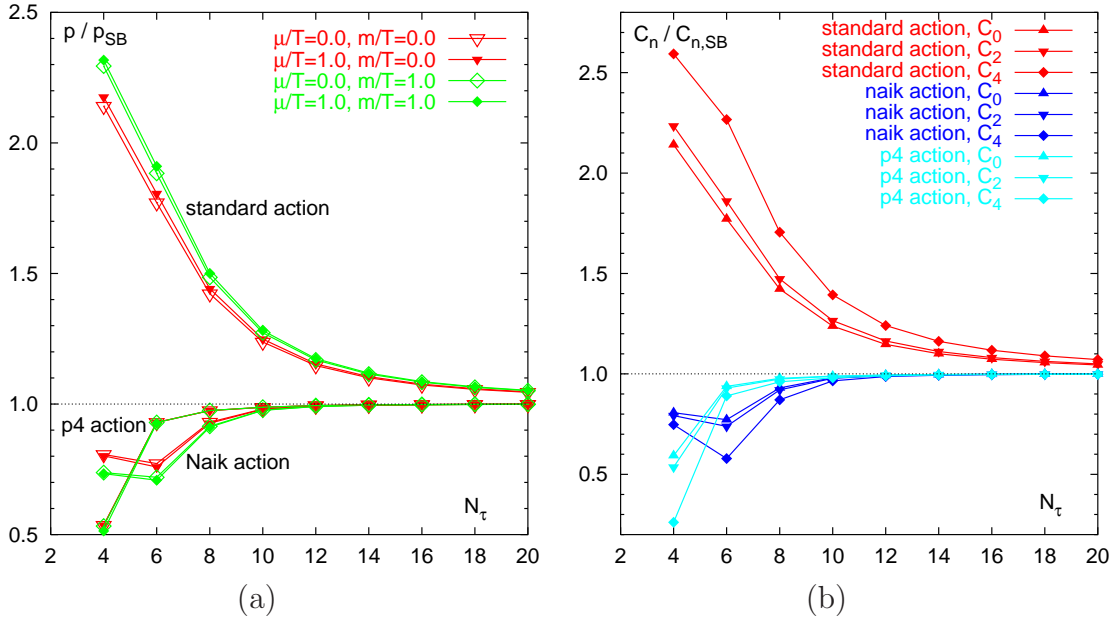 p / p_SB
μ/T=0.0, m/T=0.0
μ/T=1.0, m/T=0.0
μ/T=0.0, m/T=1.0
μ/T=1.0, m/T=1.0
standard action
p4 action
Naik action
N_τ
2.5
2.0
1.5
1.0
0.5
2 4 6 8 10 12 14 16 18 20
(a)
C_n / C_n,SB
standard action, C_0
standard action, C_2
standard action, C_4
naik action, C_0
naik action, C_2
naik action, C_4
p4 action, C_0
p4 action, C_2
p4 action, C_4
N_τ
2.5
2.0
1.5
1.0
0.5
2 4 6 8 10 12 14 16 18 20
(b)